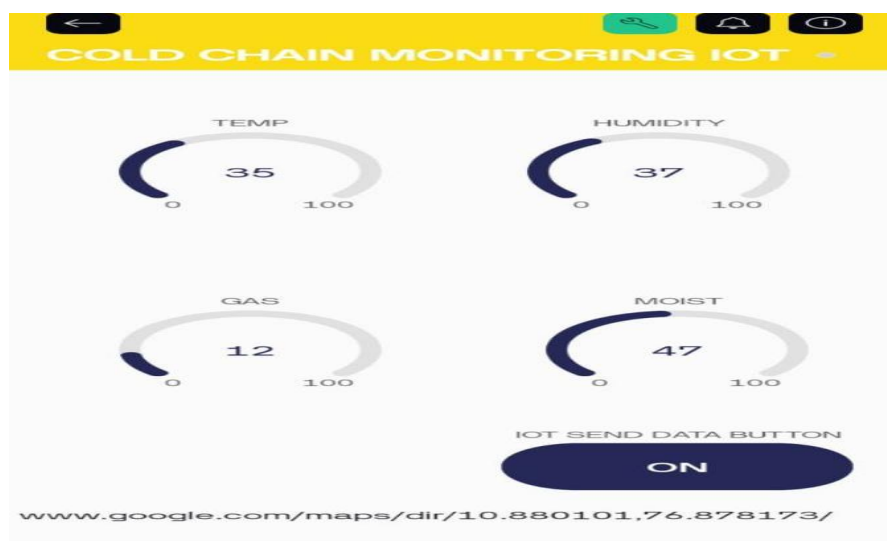 COLD CHAIN MONITORING IOT
TEMP HUMIDITY
35 37
0 100 0 100
GAS MOIST
12 47
0 100 0 100
IOT SEND DATA BUTTON
ON
www.google.com/maps/dir/10.880101,76.878173/